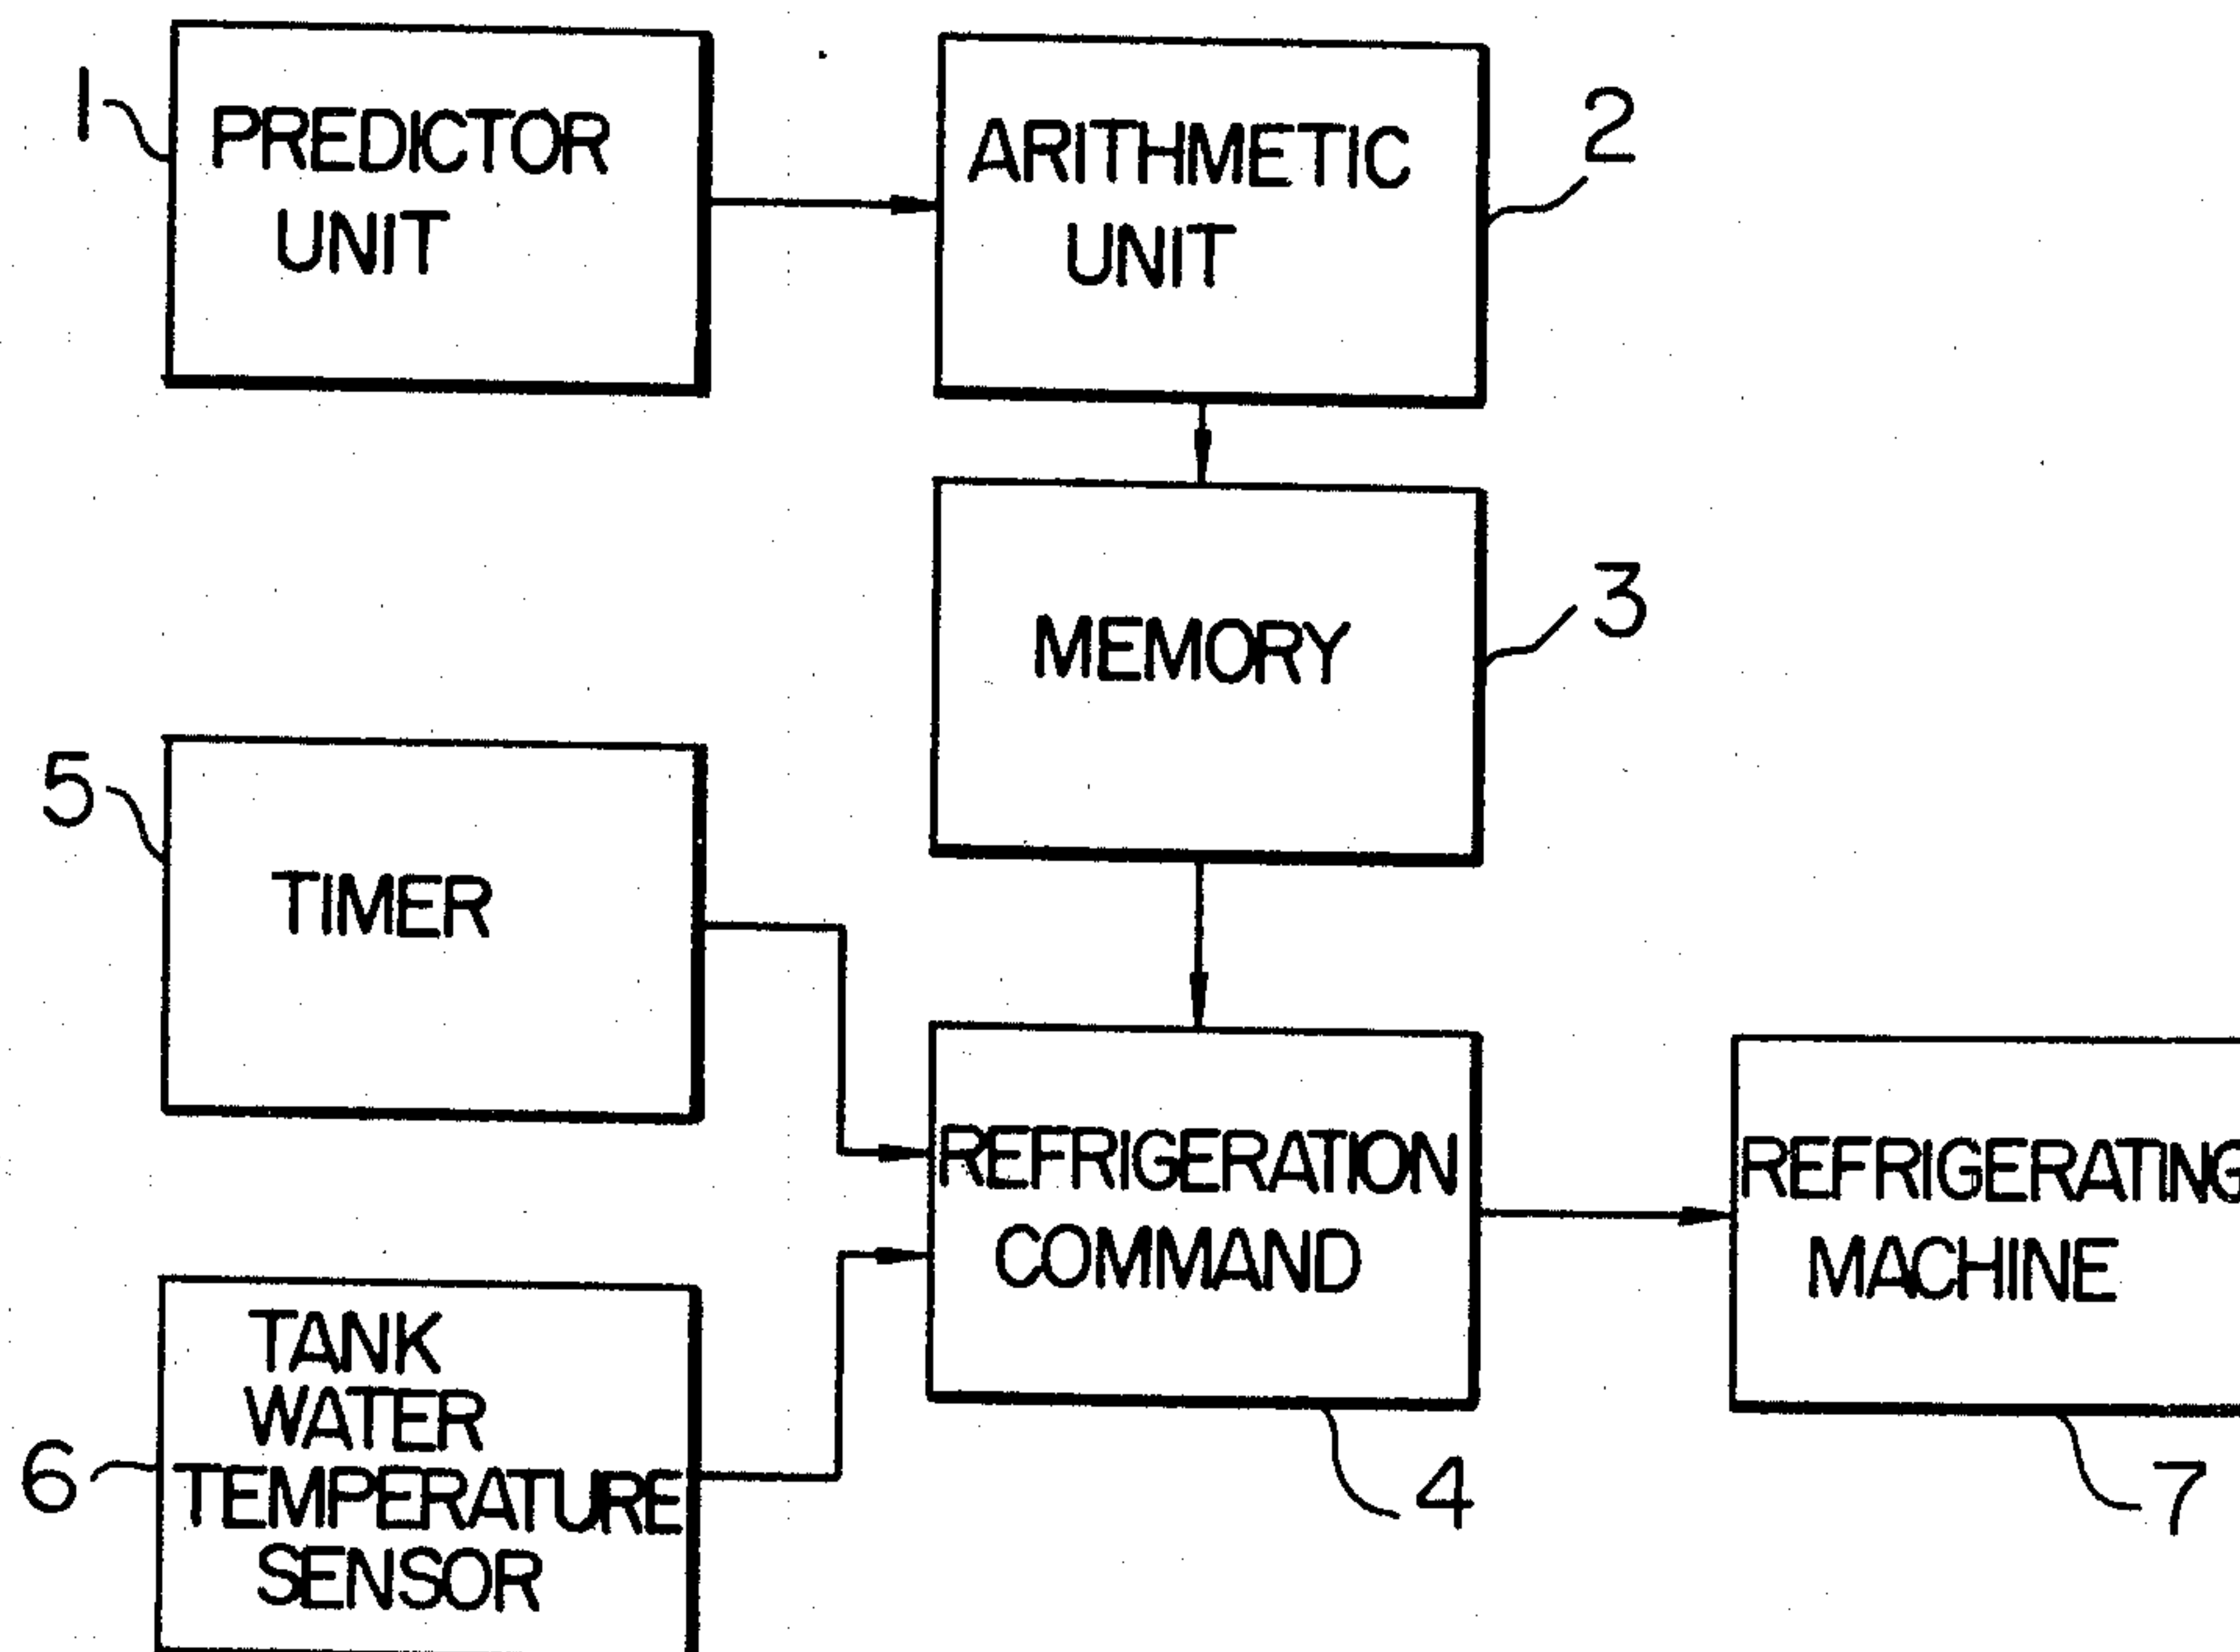 1
PREDICTOR
UNIT
ARITHMETIC
UNIT
2
MEMORY
3
5
TIMER
REFRIGERATION
COMMAND
4
REFRIGERATING
MACHINE
7
6
TANK
WATER
TEMPERATURE
SENSOR